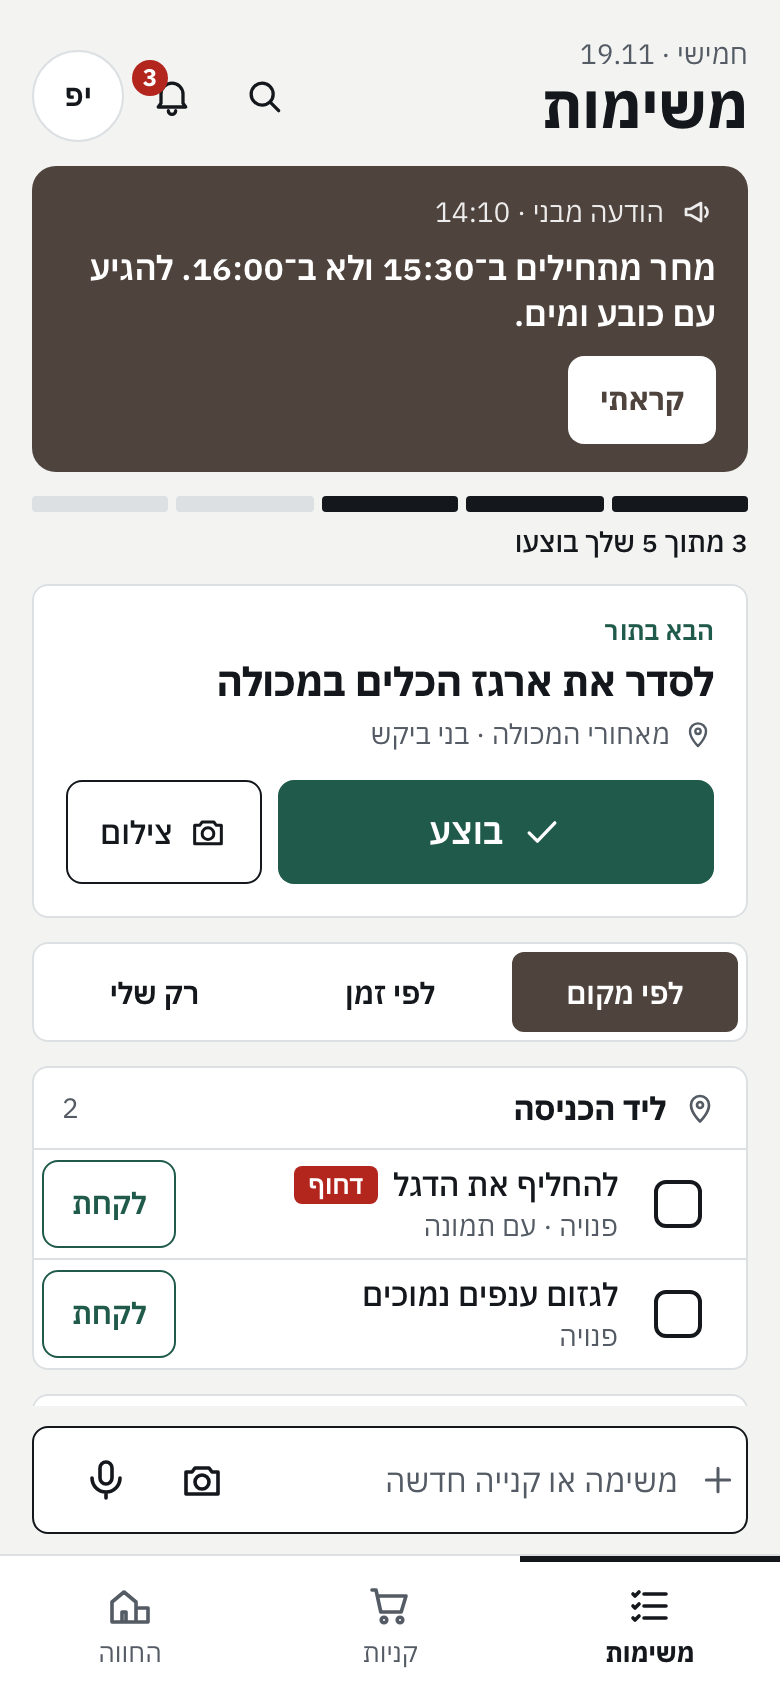 חמישי · 19.11
משימות
3
יפ
הודעה מבני · 14:10
מחר מתחילים ב־15:30 ולא ב־16:00. להגיע
עם כובע ומים.
קראתי
3 מתוך 5 שלך בוצעו
הבא בתור
לסדר את ארגז הכלים במכולה
מאחורי המכולה · בני ביקש
בוצע
צילום
לפי מקום
לפי זמן
רק שלי
ליד הכניסה
2
להחליף את הדגל דחוף
פנויה · עם תמונה
לקחת
לגזום ענפים נמוכים
פנויה
לקחת
משימה או קנייה חדשה
משימות
קניות
החווה